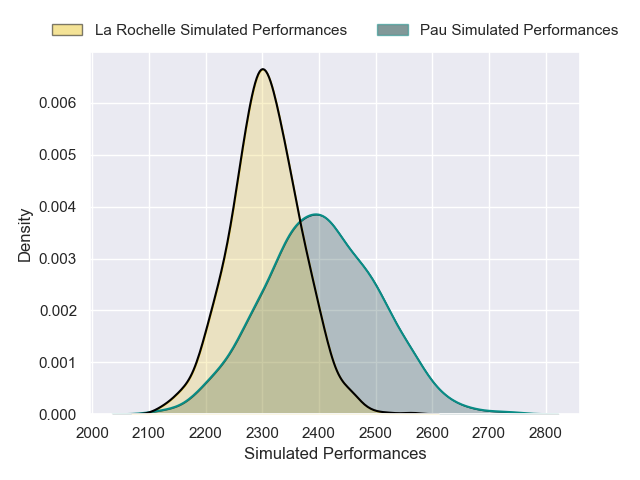 La Rochelle Simulated Performances Pau Simulated Performances
0.006
0.005
0.004
0.003
0.002
0.001
0.000
Density
2000 2100 2200 2300 2400 2500 2600 2700 2800
Simulated Performances